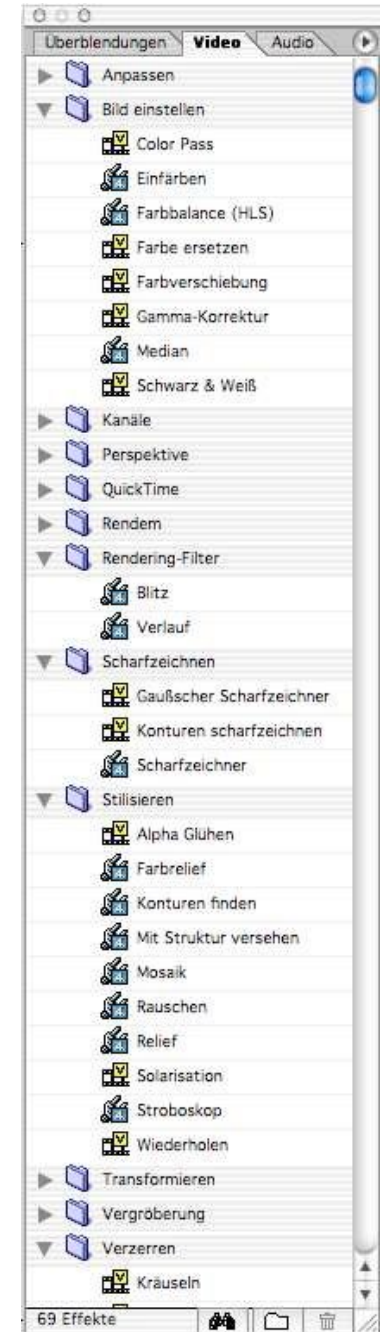 Überblendungen Video Audio
Anpassen
Bild einstellen
Color Pass
Einfärben
Farbbalance (HLS)
Farbe ersetzen
Farbverschiebung
Gamma-Korrektur
Median
Schwarz & Weiß
Kanäle
Perspektive
QuickTime
Rendern
Rendering-Filter
Blitz
Verlauf
Scharfzeichnen
Gaußscher Scharfzeichner
Konturen scharfzeichnen
Scharfzeichner
Stilisieren
Alpha Glühen
Farbrelief
Konturen finden
Mit Struktur versehen
Mosaik
Rauschen
Relief
Solarisation
Stroboskop
Wiederholen
Transformieren
Vergröberung
Verzerren
Kräuseln
69 Effekte